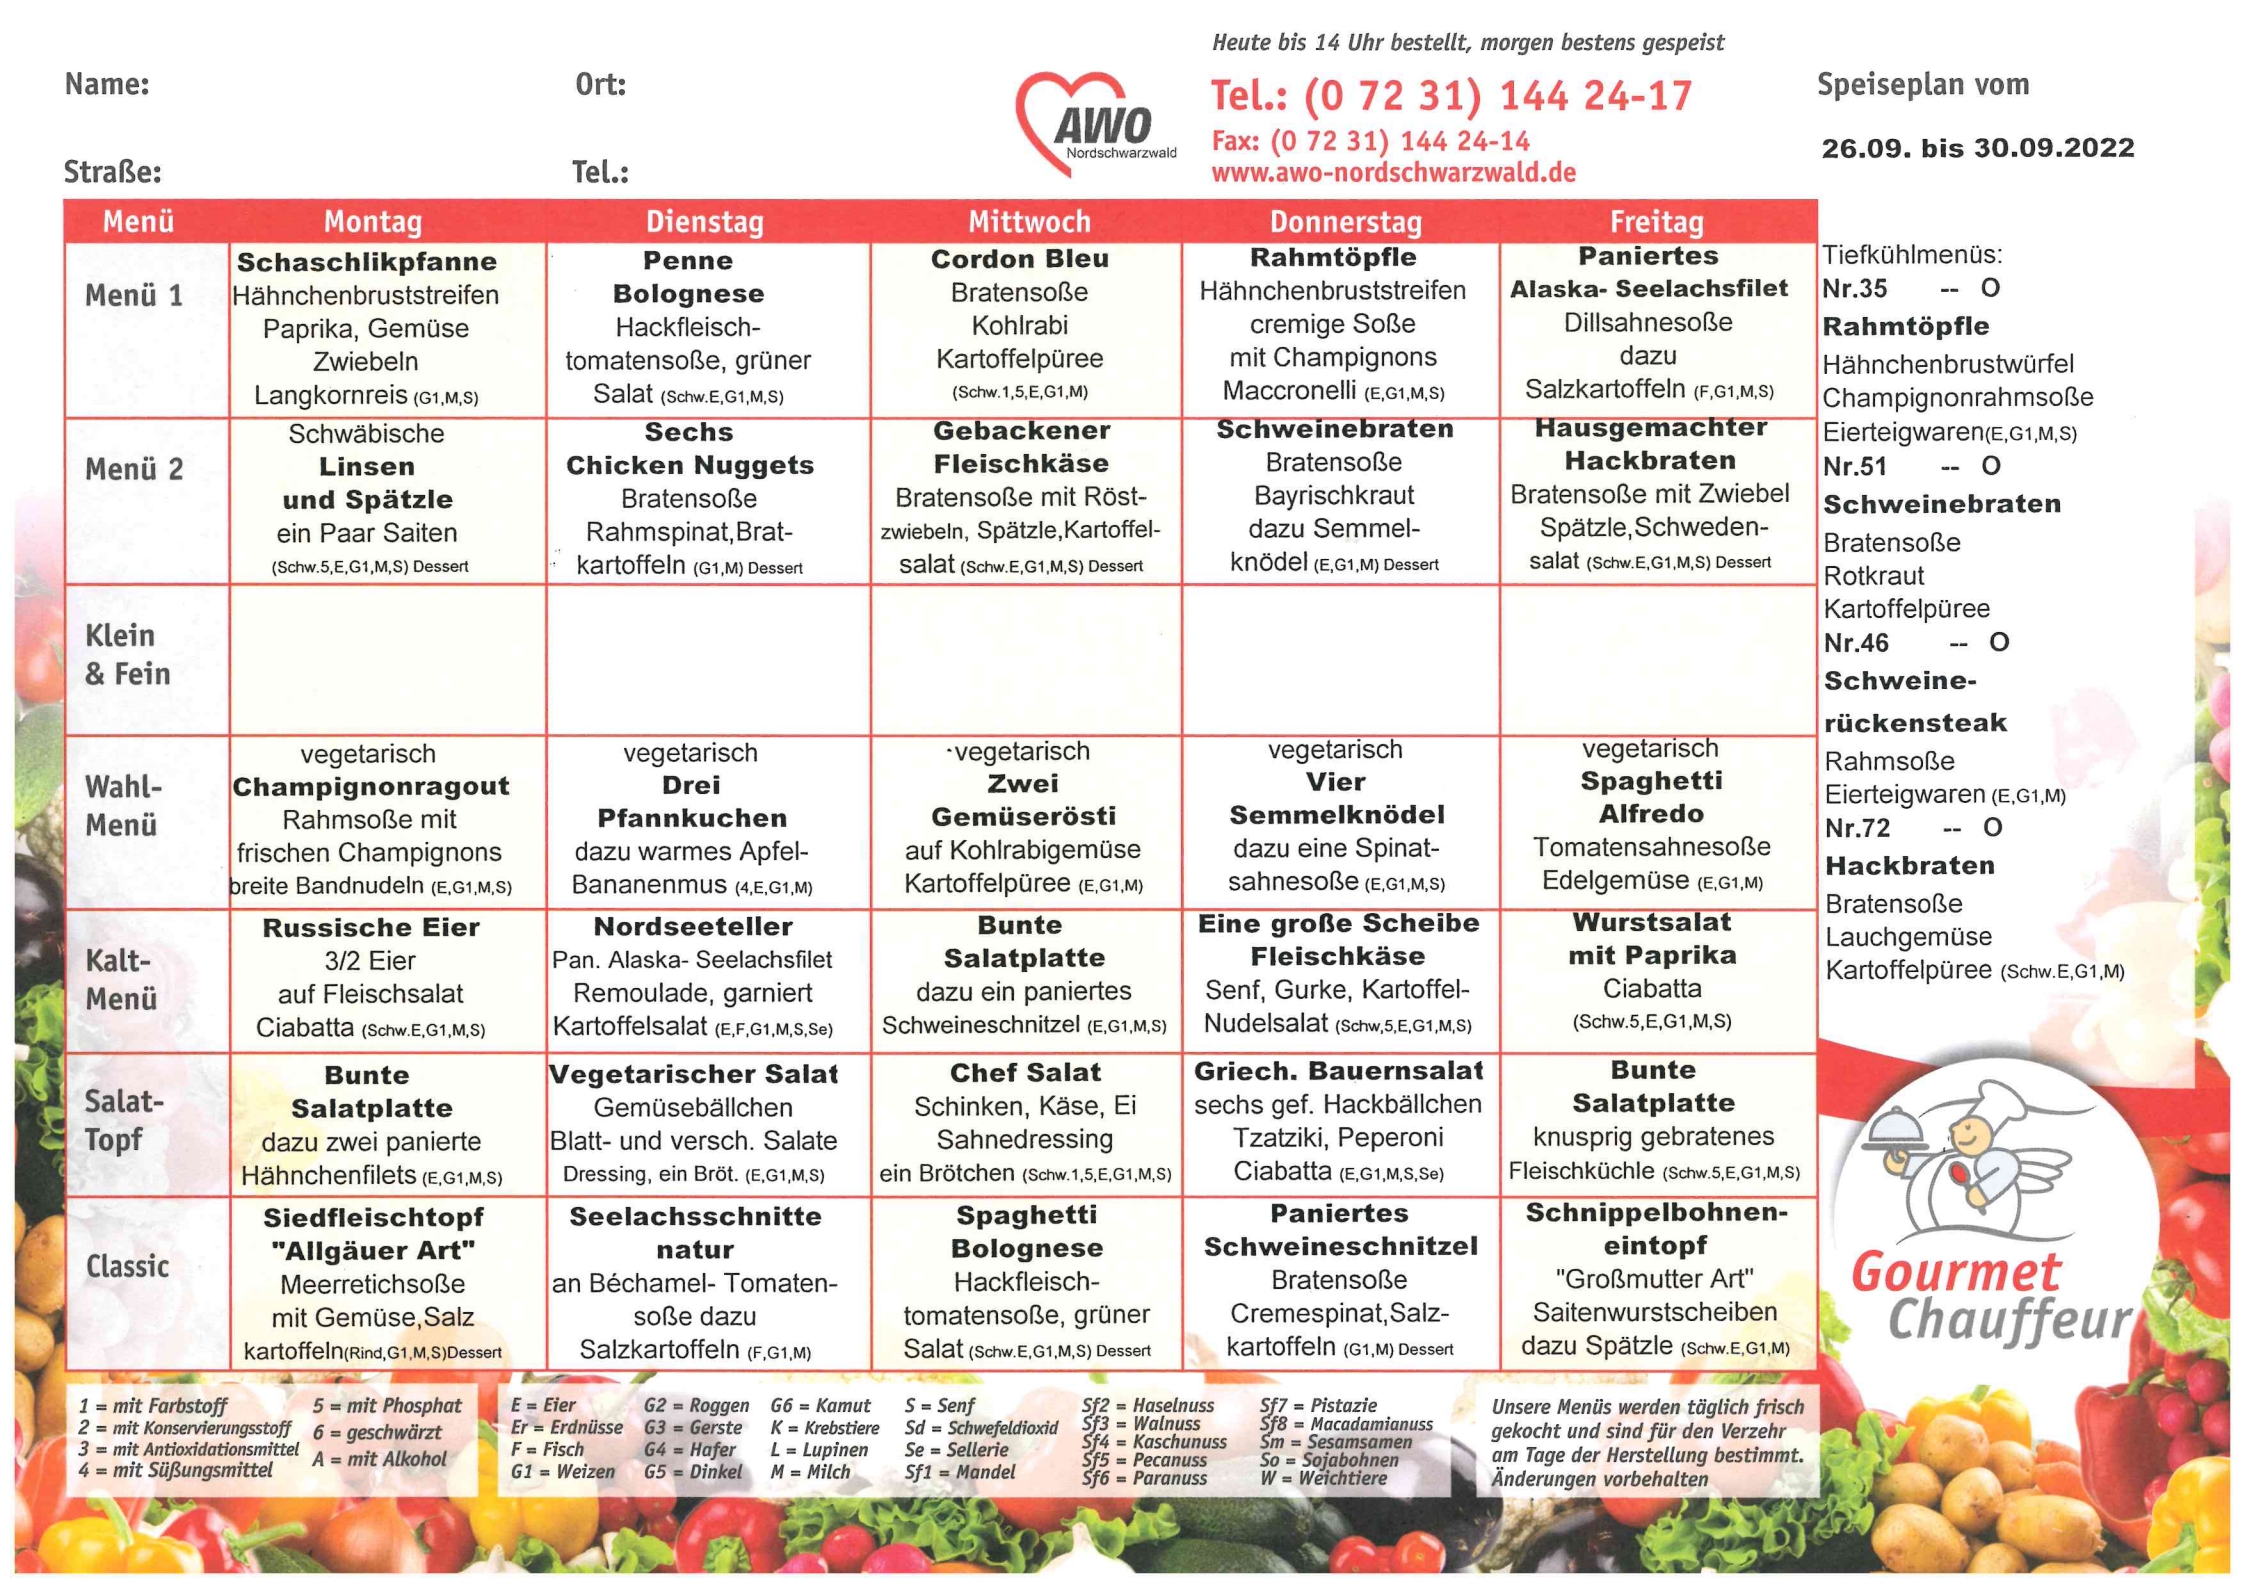 Heute bis 14 Uhr bestellt, morgen bestens gespeist
Name:
Ort:
Straße:
Tel.:
AWO
Nordschwarzwald
Tel.: (0 72 31) 144 24-17
Fax: (0 72 31) 144 24-14
www.awo-nordschwarzwald.de
Speiseplan vom
26.09. bis 30.09.2022
Menü Montag Dienstag Mittwoch Donnerstag Freitag
Menü 1
Schaschlikpfanne
Hähnchenbruststreifen
Paprika, Gemüse
Zwiebeln
Langkornreis (G1,M,S)
Penne
Bolognese
Hackfleisch-
tomatensoße, grüner
Salat (Schw.E,G1,M,S)
Cordon Bleu
Bratensoße
Kohlrabi
Kartoffelpüree
(Schw.1,5,E,G1,M)
Rahmtöpfle
Hähnchenbruststreifen
cremige Soße
mit Champignons
Maccronelli (E,G1,M,S)
Paniertes
Alaska- Seelachsfilet
Dillsahnesoße
dazu
Salzkartoffeln (F,G1,M,S)
Menü 2
Schwäbische
Linsen
und Spätzle
ein Paar Saiten
(Schw.5,E,G1,M,S) Dessert
Sechs
Chicken Nuggets
Bratensoße
Rahmspinat,Brat-
kartoffeln (G1,M) Dessert
Gebackener
Fleischkäse
Bratensoße mit Röst-
zwiebeln, Spätzle,Kartoffel-
salat (Schw.E,G1,M,S) Dessert
Schweinebraten
Bratensoße
Bayrischkraut
dazu Semmel-
knödel (E,G1,M) Dessert
Hausgemachter
Hackbraten
Bratensoße mit Zwiebel
Spätzle,Schweden-
salat (Schw.E,G1,M,S) Dessert
Klein
& Fein
Wahl-
Menü
vegetarisch
Champignonragout
Rahmsoße mit
frischen Champignons
breite Bandnudeln (E,G1,M,S)
vegetarisch
Drei
Pfannkuchen
dazu warmes Apfel-
Bananenmus (4,E,G1,M)
vegetarisch
Zwei
Gemüserösti
auf Kohlrabigemüse
Kartoffelpüree (E,G1,M)
vegetarisch
Vier
Semmelknödel
dazu eine Spinat-
sahnesoße (E,G1,M,S)
vegetarisch
Spaghetti
Alfredo
Tomatensahnesoße
Edelgemüse (E,G1,M)
Kalt-
Menü
Russische Eier
3/2 Eier
auf Fleischsalat
Ciabatta (Schw.E,G1,M,S)
Nordseeteller
Pan. Alaska- Seelachsfilet
Remoulade, garniert
Kartoffelsalat (E,F,G1,M,S,Se)
Bunte
Salatplatte
dazu ein paniertes
Schweineschnitzel (E,G1,M,S)
Eine große Scheibe
Fleischkäse
Senf, Gurke, Kartoffel-
Nudelsalat (Schw,5,E,G1,M,S)
Wurstsalat
mit Paprika
Ciabatta
(Schw.5,E,G1,M,S)
Salat-
Topf
Bunte
Salatplatte
dazu zwei panierte
Hähnchenfilets (E,G1,M,S)
Vegetarischer Salat
Gemüsebällchen
Blatt- und versch. Salate
Dressing, ein Bröt. (E,G1,M,S)
Chef Salat
Schinken, Käse, Ei
Sahnedressing
ein Brötchen (Schw.1,5,E,G1,M,S)
Griech. Bauernsalat
sechs gef. Hackbällchen
Tzatziki, Peperoni
Ciabatta (E,G1,M,S,Se)
Bunte
Salatplatte
knusprig gebratenes
Fleischküchle (Schw.5,E,G1,M,S)
Classic
Siedfleischtopf
"Allgäuer Art"
Meerretichsoße
mit Gemüse,Salz
kartoffeln(Rind,G1,M,S)Dessert
Seelachsschnitte
natur
an Béchamel- Tomaten-
soße dazu
Salzkartoffeln (F,G1,M)
Spaghetti
Bolognese
Hackfleisch-
tomatensoße, grüner
Salat (Schw.E,G1,M,S) Dessert
Paniertes
Schweineschnitzel
Bratensoße
Cremespinat,Salz-
kartoffeln (G1,M) Dessert
Schnippelbohnen-
eintopf
"Großmutter Art"
Saitenwurstscheiben
dazu Spätzle (Schw.E,G1,M)
Tiefkühlmenüs:
Nr.35 -- O
Rahmtöpfle
Hähnchenbrustwürfel
Champignonrahmsoße
Eierteigwaren(E,G1,M,S)
Nr.51 -- O
Schweinebraten
Bratensoße
Rotkraut
Kartoffelpüree
Nr.46 -- O
Schweine-
rückensteak
Rahmsoße
Eierteigwaren (E,G1,M)
Nr.72 -- O
Hackbraten
Bratensoße
Lauchgemüse
Kartoffelpüree (Schw.E,G1,M)
Gourmet
Chauffeur
1 = mit Farbstoff
2 = mit Konservierungsstoff
3 = mit Antioxidationsmittel
4 = mit Süßungsmittel
5 = mit Phosphat
6 = geschwärzt
A = mit Alkohol
E = Eier
Er = Erdnüsse
F = Fisch
G1 = Weizen
G2 = Roggen
G3 = Gerste
G4 = Hafer
G5 = Dinkel
G6 = Kamut
K = Krebstiere
L = Lupinen
M = Milch
S = Senf
Sd = Schwefeldioxid
Se = Sellerie
Sf1 = Mandel
Sf2 = Haselnuss
Sf3 = Walnuss
Sf4 = Kaschunuss
Sf5 = Pecanuss
Sf6 = Paranuss
Sf7 = Pistazie
Sf8 = Macadamianuss
Sm = Sesamsamen
So = Sojabohnen
W = Weichtiere
Unsere Menüs werden täglich frisch
gekocht und sind für den Verzehr
am Tage der Herstellung bestimmt.
Änderungen vorbehalten